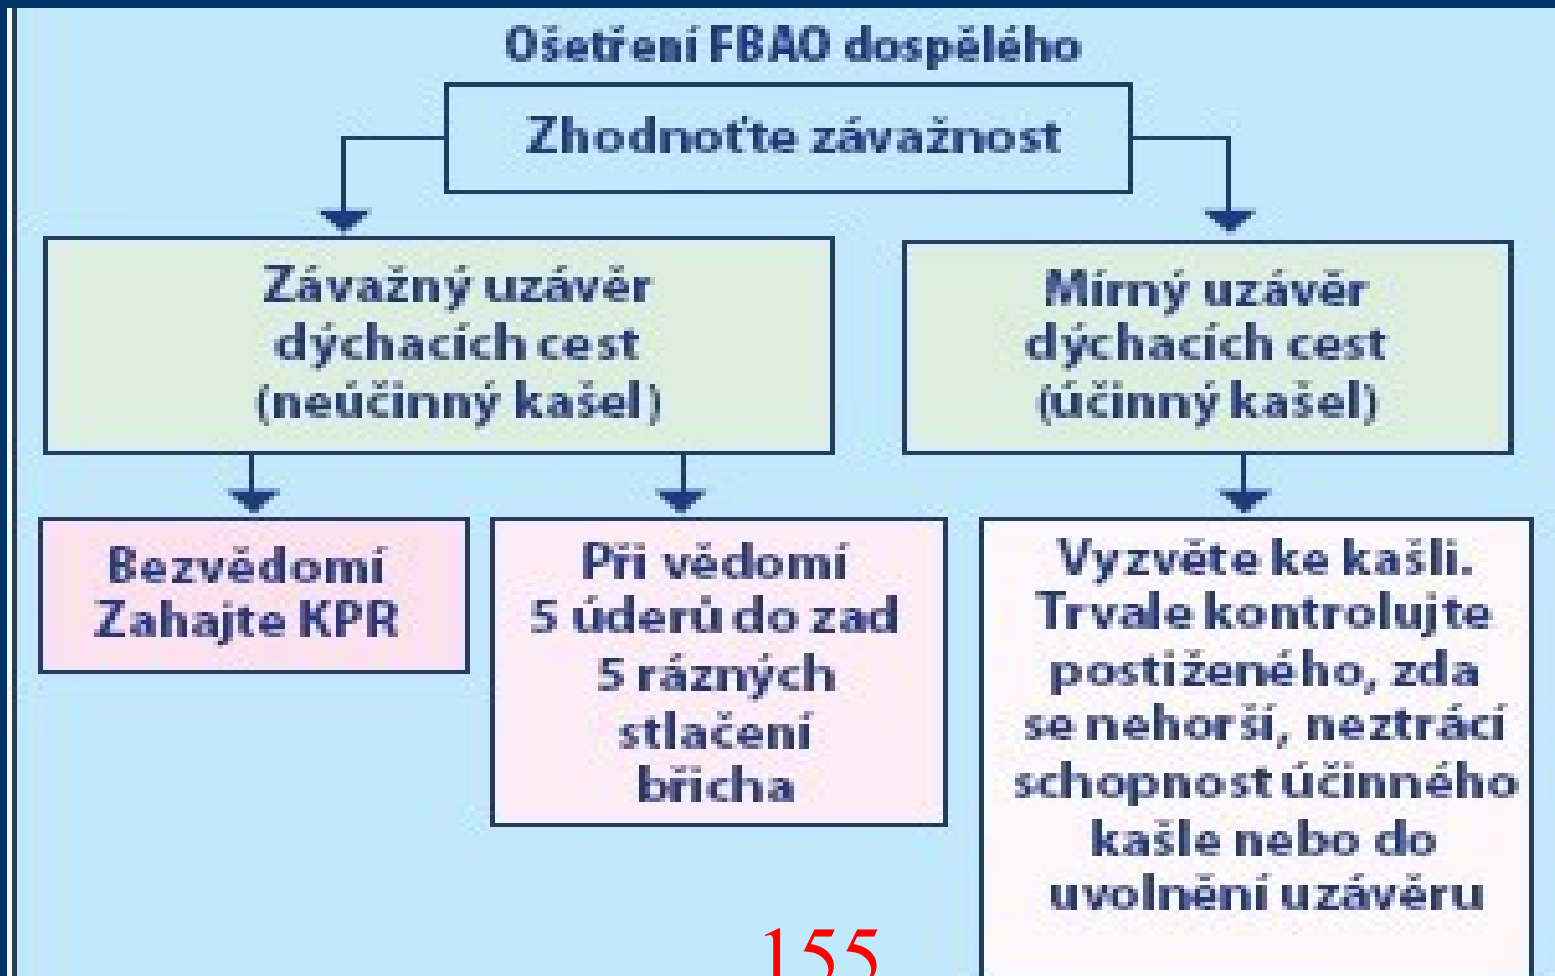 Ošetření FBAO dospělého
Zhodnoťte závažnost
Závažný uzávěr
dýchacích cest
(neúčinný kašel)
Mírný uzávěr
dýchacích cest
(účinný kašel)
Bezvědomí
Zahajte KPR
Při vědomí
5 úderů do zad
5 rázných
stlačení
břicha
Vyzvěte ke kašli.
Trvale kontrolujte
postiženého, zda
se nehorší, neztrácí
schopnost účinného
kašle nebo do
uvolnění uzávěru
155